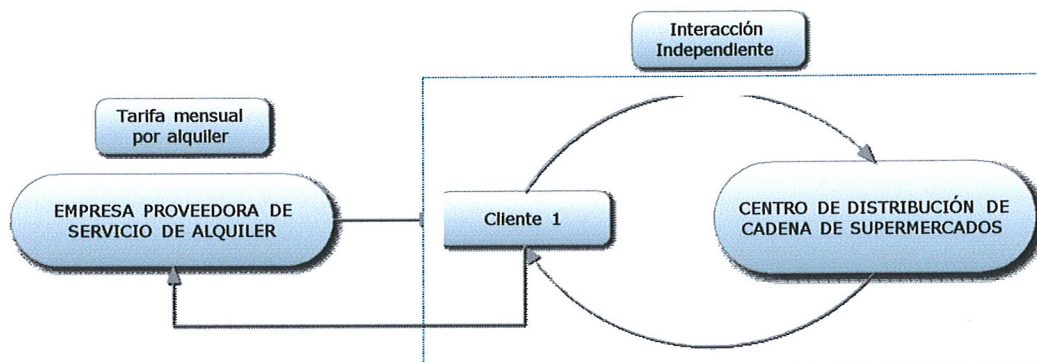 Interacción
Independiente
Tarifa mensual
por alquiler
EMPRESA PROVEEDORA DE
SERVICIO DE ALQUILER
Cliente 1
CENTRO DE DISTRIBUCIÓN DE
CADENA DE SUPERMERCADOS